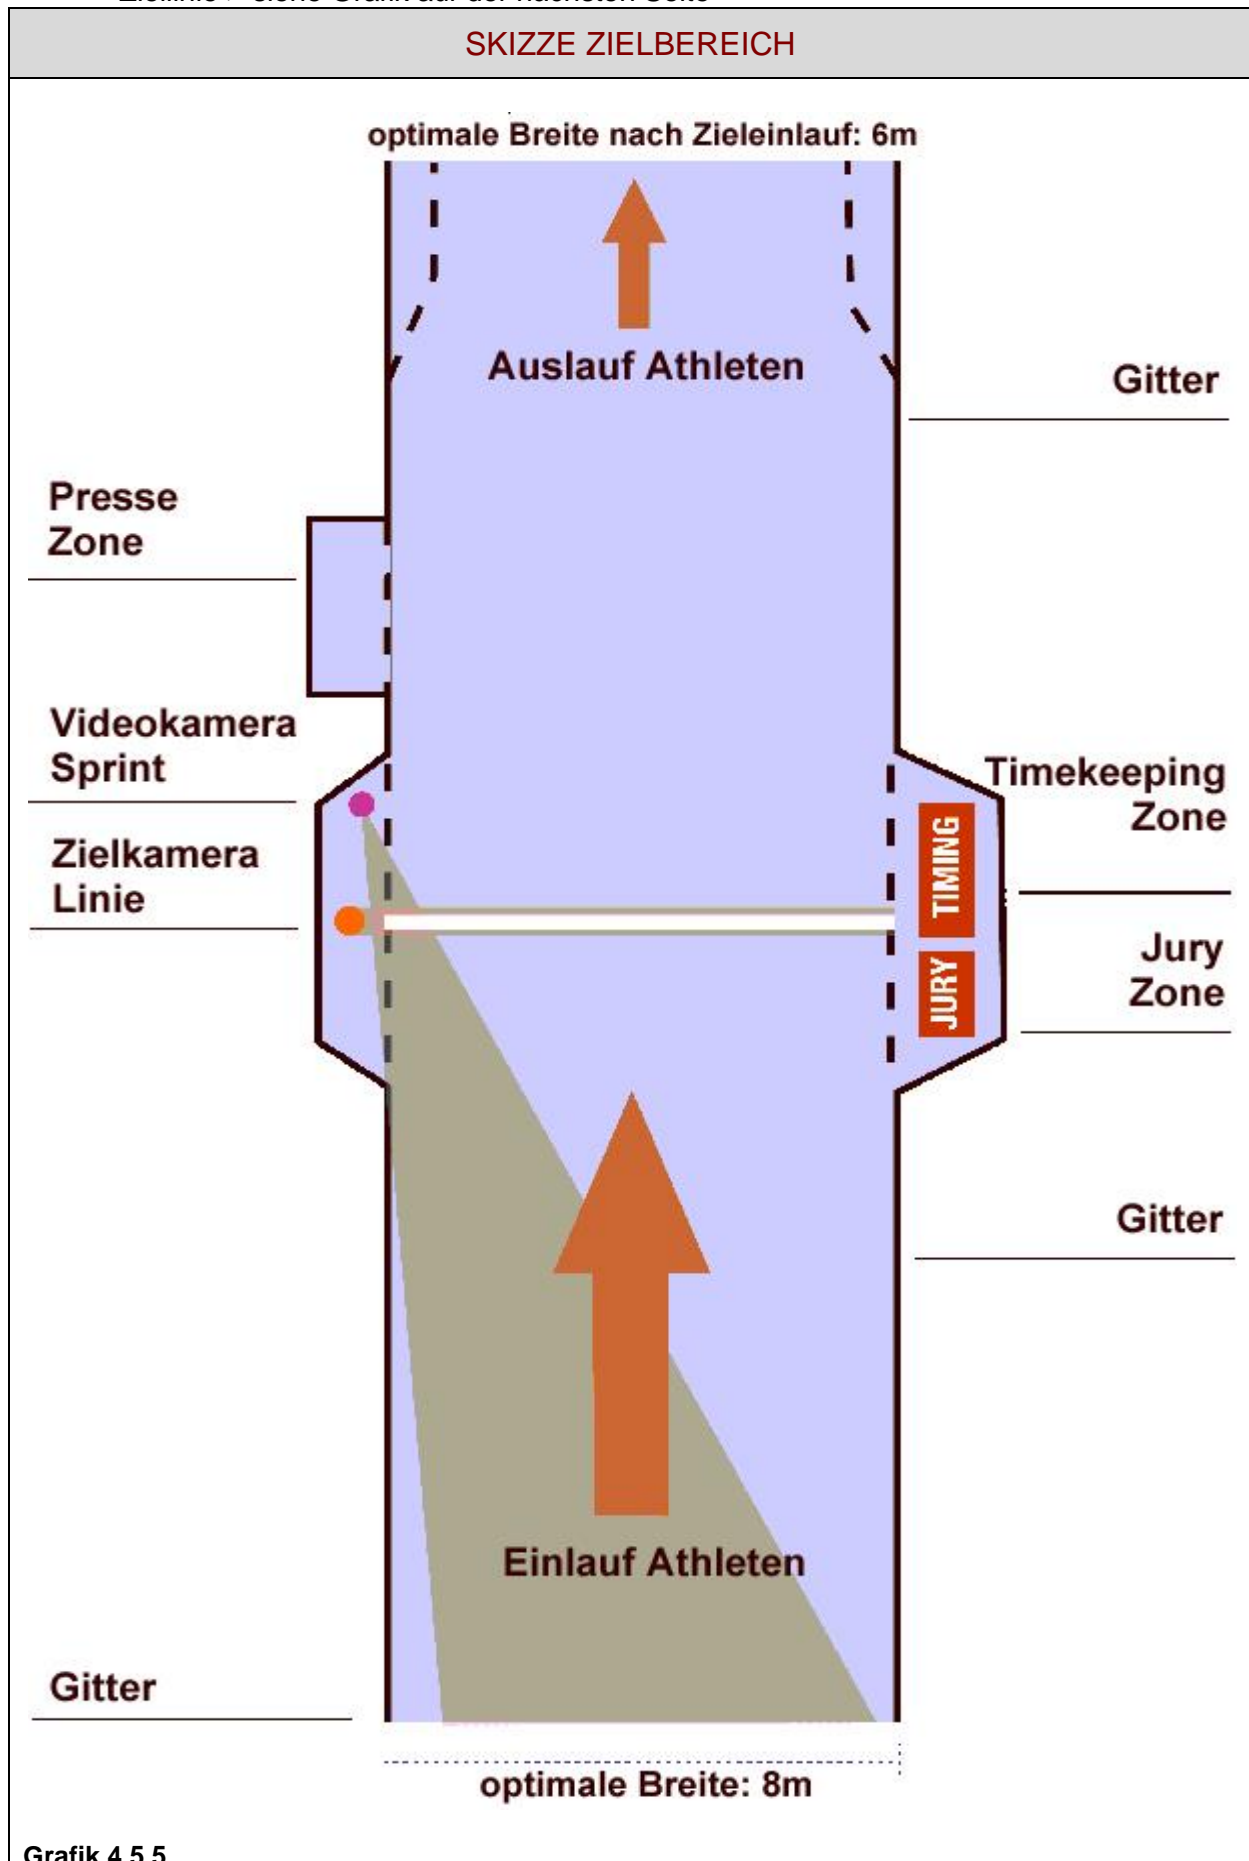 SKIZZE ZIELBEREICH
optimale Breite nach Zieleinlauf: 6m
Auslauf Athleten
Gitter
Presse
Zone
Videokamera
Sprint
Timekeeping
Zone
Zielkamera
Linie
TIMING
JURY
Jury
Zone
Gitter
Einlauf Athleten
Gitter
optimale Breite: 8m
Grafik 4.5.5